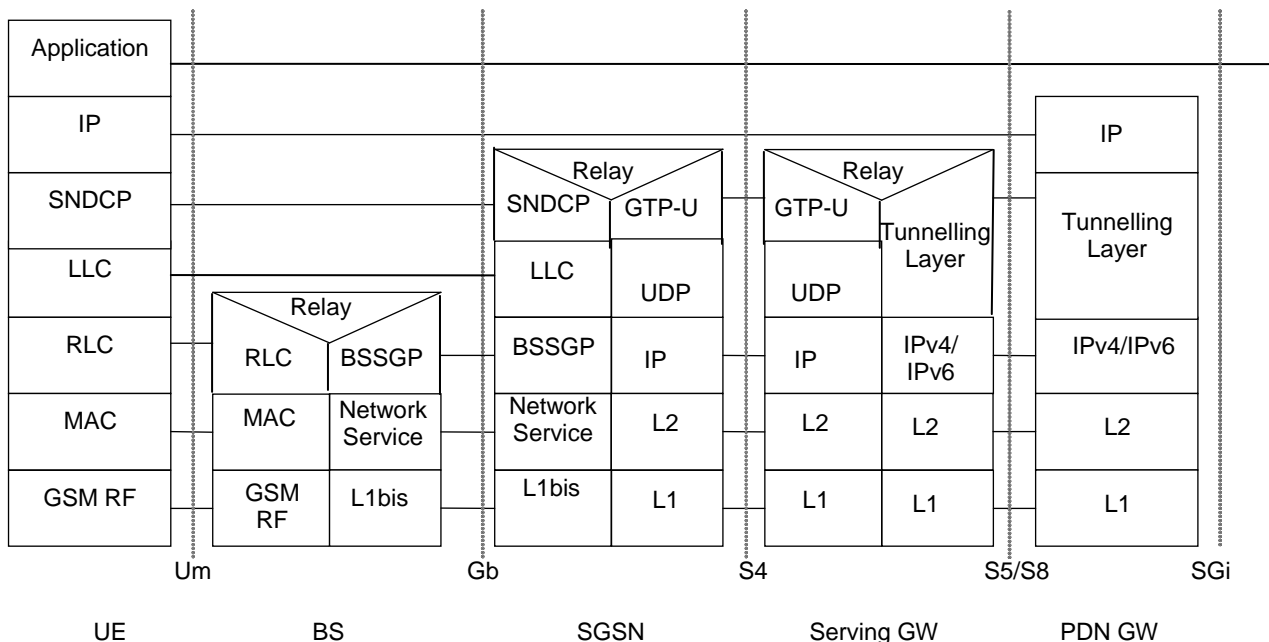 Application
IP
SNDCP
LLC
RLC
MAC
GSM RF
Relay
RLC
BSSGP
MAC
Network
Service
GSM
RF
L1bis
Relay
SNDCP
GTP-U
LLC
UDP
BSSGP
IP
Network
Service
L2
L1bis
L1
Relay
GTP-U
Tunnelling
Layer
UDP
IP
IPv4/
IPv6
L2
L2
L1
L1
IP
Tunnelling
Layer
IPv4/IPv6
L2
L1
Um
Gb
S4
S5/S8
SGi
UE
BS
SGSN
Serving GW
PDN GW